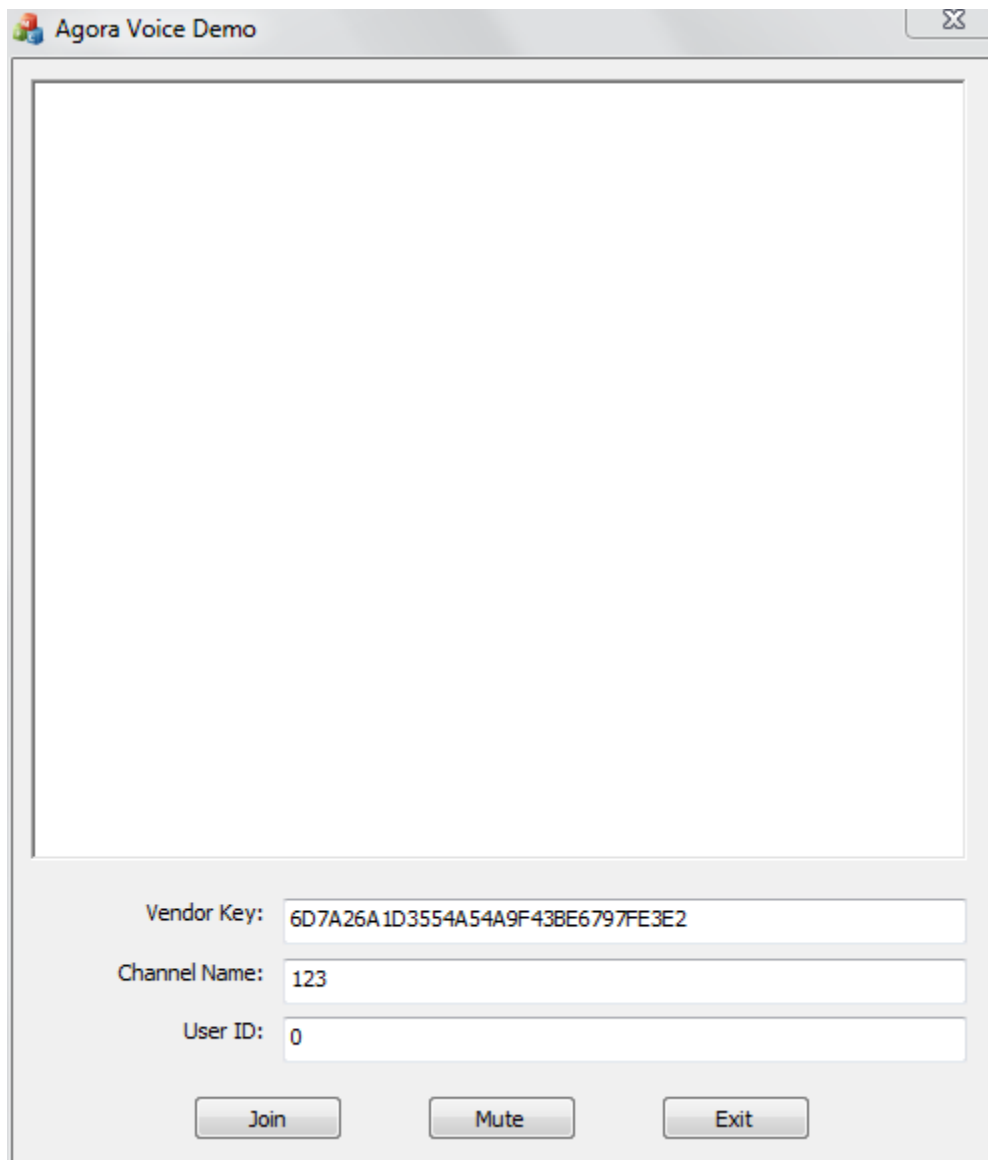 Agora Voice Demo
Vendor Key: 6D7A26A1D3554A54A9F43BE6797FE3E2
Channel Name: 123
User ID: 0
Join Mute Exit